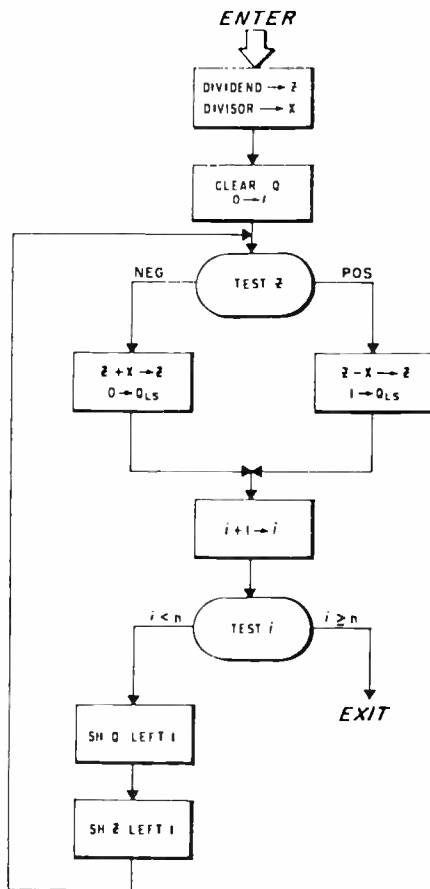 ENTER
DIVIDEND → Z
DIVISOR → X
CLEAR Q
0 → i
NEG
TEST Z
POS
Z + X → Z
0 → QLS
Z - X → Z
1 → QLS
i + 1 → i
i < n
TEST i
i ≥ n
EXIT
SH Q LEFT 1
SH Z LEFT 1